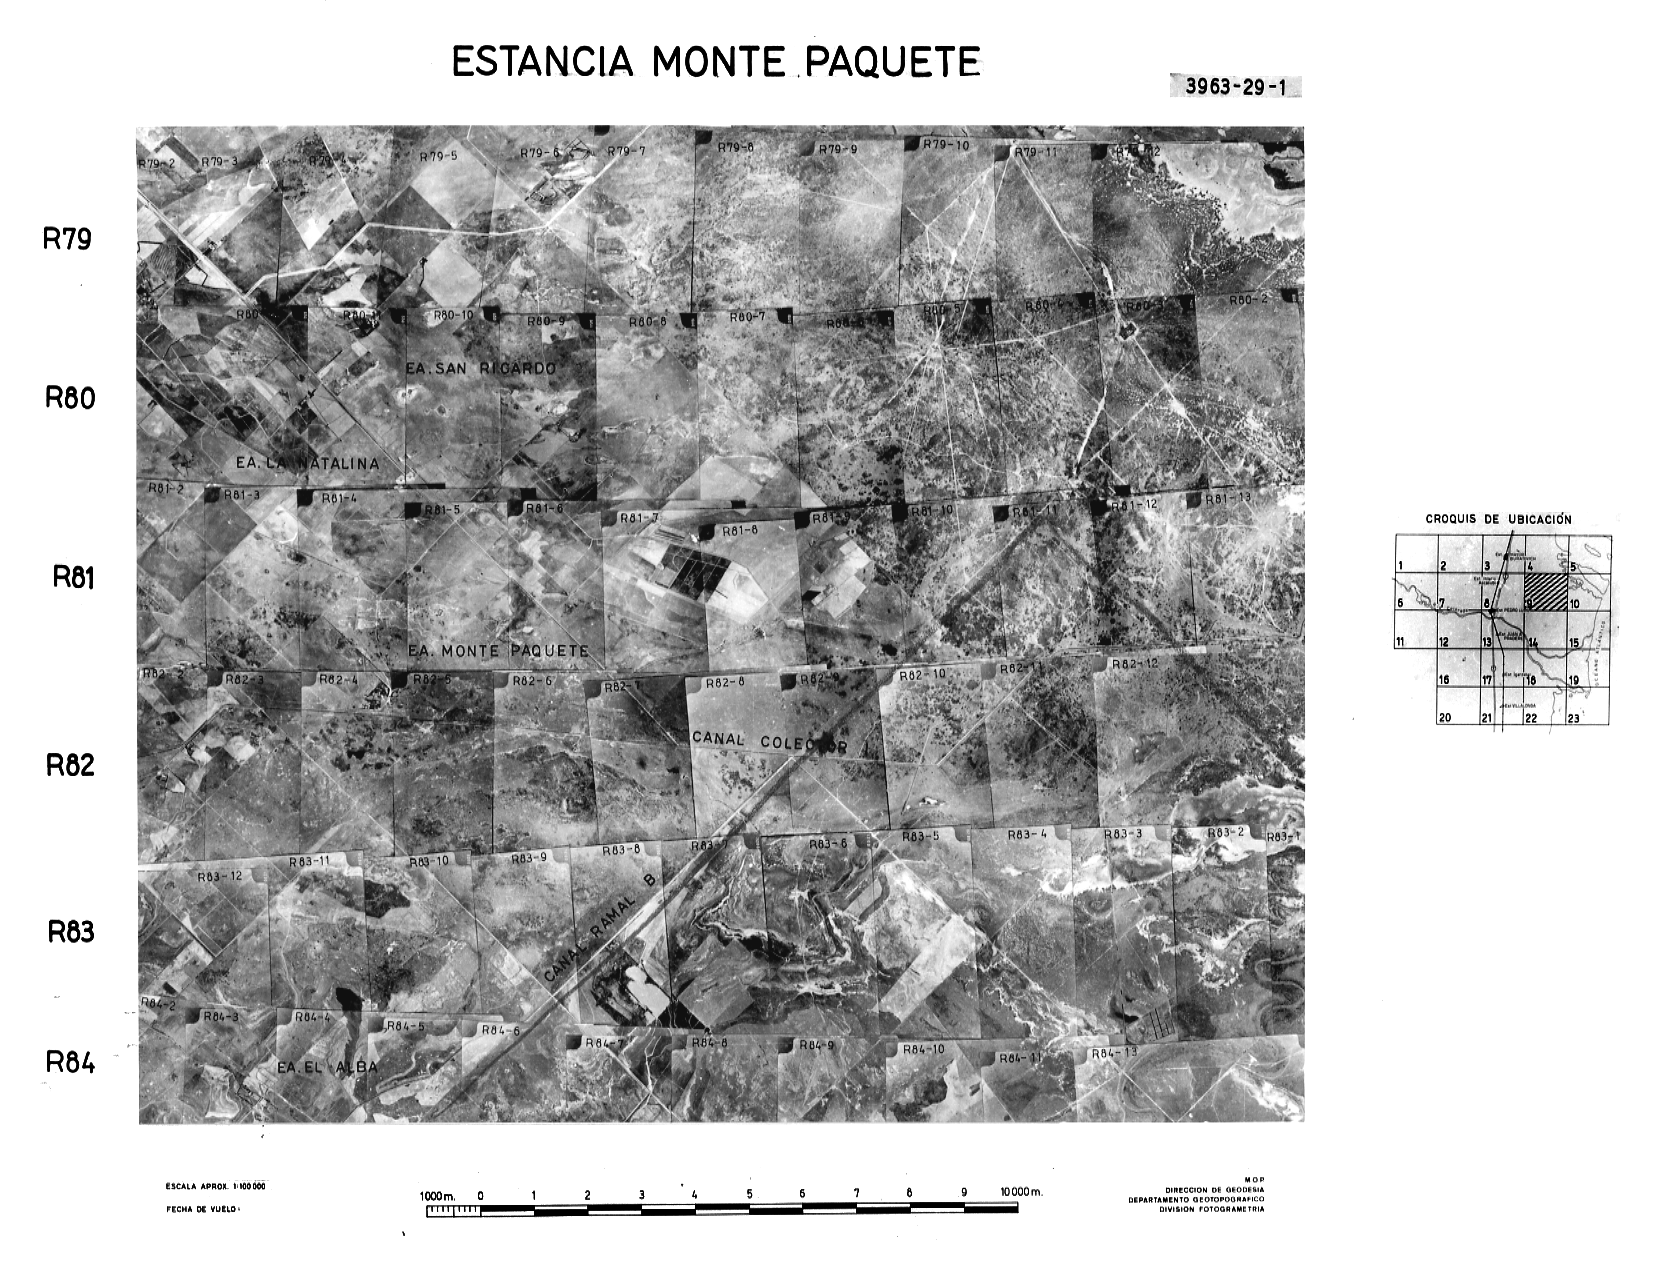 ESTANCIA MONTE PAQUETE
3963-29-1
R79-2 R79-3 R79-4 R79-5 R79-6 R79-7 R79-8 R79-9 R79-10 R79-11 R79-12
R79
R80 R80-11 R80-10 R80-9 R80-8 R80-7 R80-6 R80-5 R80-4 R80-3 R80-2
EA. SAN RICARDO
R80
EA. LA NATALINA
R81-2 R81-3 R81-4 R81-5 R81-6 R81-7 R81-8 R81-9 R81-10 R81-11 R81-12 R81-13
R81
EA. MONTE PAQUETE
R82-2 R82-3 R82-4 R82-5 R82-6 R82-7 R82-8 R82-9 R82-10 R82-11 R82-12
CANAL COLECTOR
R82
R83-12 R83-11 R83-10 R83-9 R83-8 R83-7 R83-6 R83-5 R83-4 R83-3 R83-2 R83-1
CANAL RAMAL B
R83
R84-2 R84-3 R84-4 R84-5 R84-6 R84-7 R84-8 R84-9 R84-10 R84-11 R84-13
EA. EL ALBA
R84
CROQUIS DE UBICACIÓN
1 2 3 4 5
6 7 8 9 10
11 12 13 14 15
16 17 18 19
20 21 22 23
OCEANO ATLANTICO
Est. VILLALONGA
ESCALA APROX. 1:100000
FECHA DE VUELO:
1000m. 0 1 2 3 4 5 6 7 8 9 10000m.
MOP
DIRECCION DE GEODESIA
DEPARTAMENTO GEOTOPOGRAFICO
DIVISION FOTOGRAMETRIA